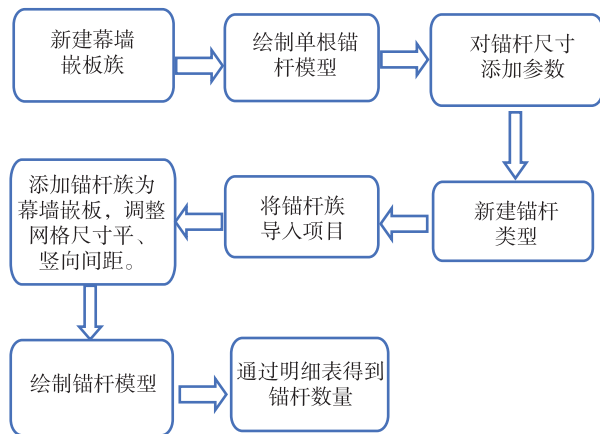 新建幕墙
嵌板族
绘制单根锚
杆模型
对锚杆尺寸
添加参数
新建锚杆
类型
将锚杆族
导入项目
添加锚杆族为
幕墙嵌板，调整
网格尺寸平、
竖向间距。
绘制锚杆模型
通过明细表得到
锚杆数量